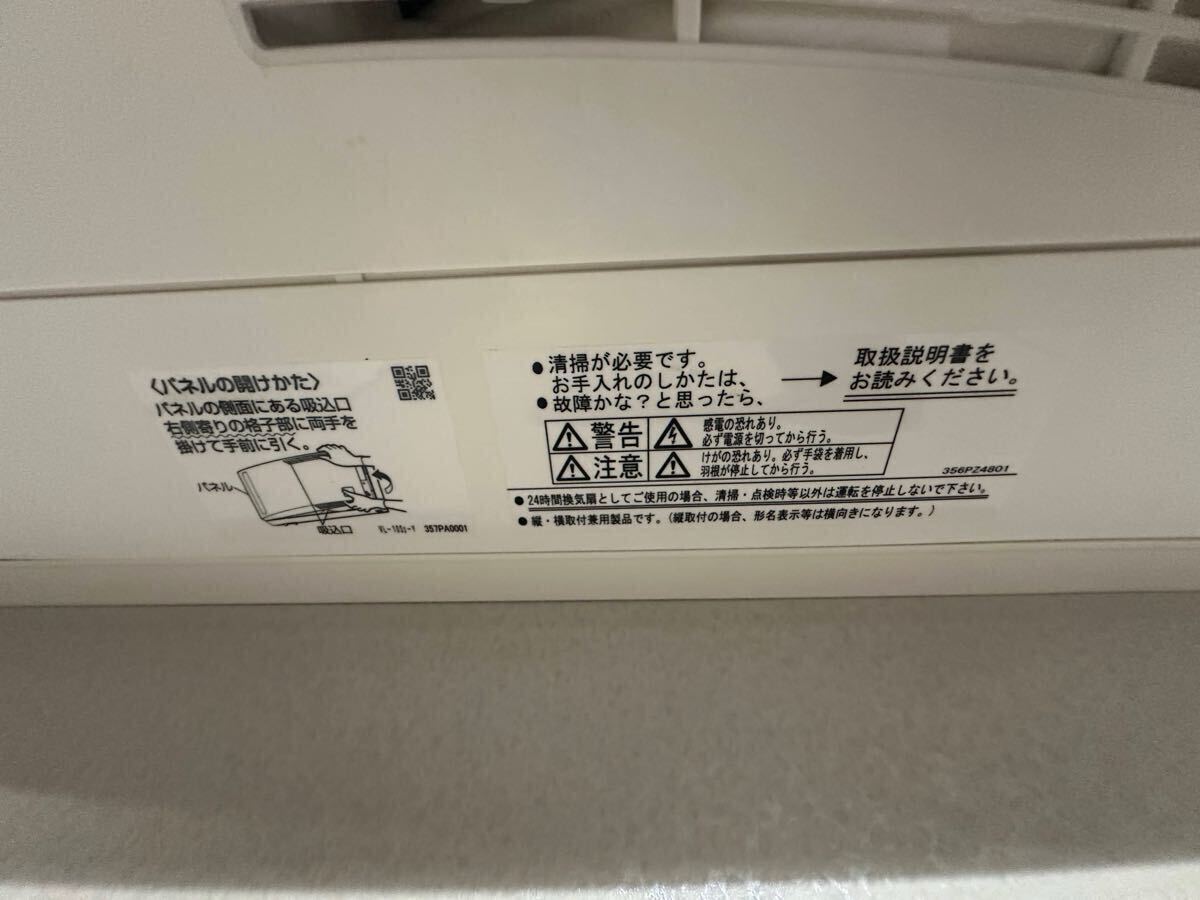 〈パネルの開けかた〉
パネルの側面にある吸込口
右側寄りの格子部に両手を
掛けて手前に引く。
パネル
吸込口
357PA0001
●清掃が必要です。
お手入れのしかたは、
●故障かな?と思ったら、
取扱説明書を
お読みください。
警告
感電の恐れあり。
必ず電源を切ってから行う。
注意
けがの恐れあり。必ず手袋を着用し、
羽根が停止してから行う。
356PZ4801
●24時間換気扇としてご使用の場合、清掃・点検時等以外は運転を停止しないで下さい。
●縦・横取付兼用製品です。(縦取付の場合、形名表示等は横向きになります。)